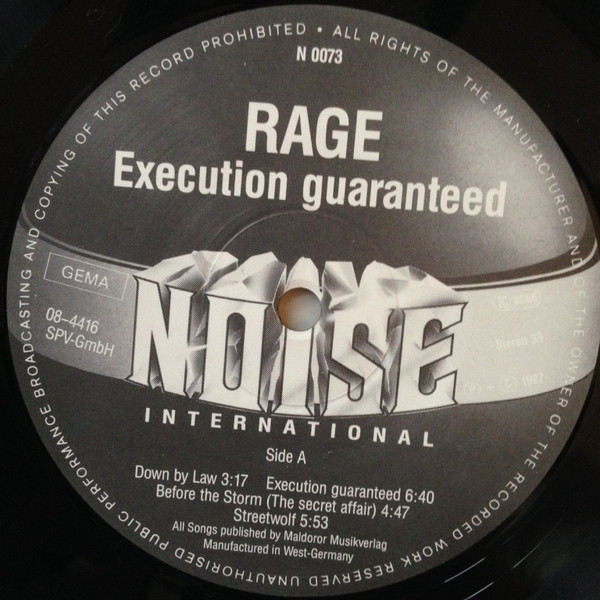 ALL RIGHTS OF THE MANUFACTURER AND OF THE OWNER OF THE RECORDED WORK RESERVED UNAUTHORISED PUBLIC PERFORMANCE BROADCASTING AND COPYING OF THIS RECORD PROHIBITED •
N 0073
RAGE
Execution guaranteed
GEMA
08-4416
SPV-GmbH
NOISE
INTERNATIONAL
Stereo 33
Side A
Down by Law 3:17 Execution guaranteed 6:40
Before the Storm (The secret affair) 4:47
Streetwolf 5:53
All Songs published by Maldoror Musikverlag
Manufactured in West-Germany